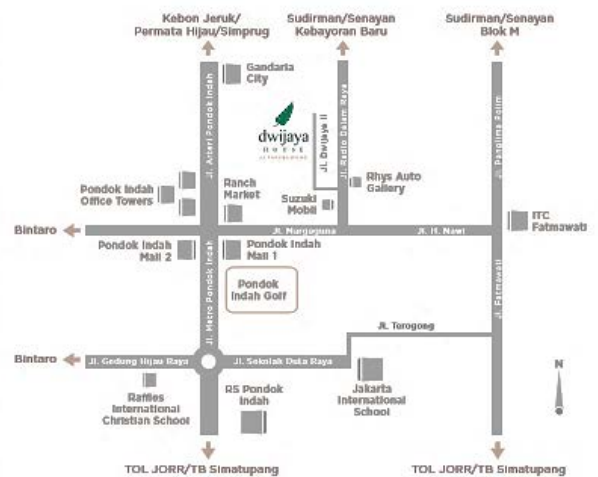 Kebon Jeruk/
Permata Hijau/Simprug
Sudirman/Senayan
Kebayoran Baru
Sudirman/Senayan
Blok M
Gandaria
City
Jl. Arteri Pondok Indah
dwijaya
HOUSE
Jl. Dwijaya II
Jl. Radio Dalam Raya
Jl. Panglima Polim
Rhys Auto
Gallery
Suzuki
Mobil
Pondok Indah
Office Towers
Ranch
Market
ITC
Fatmawati
Bintaro
Jl. Margaguna
Jl. H. Nawi
Pondok Indah
Mall 2
Pondok Indah
Mall 1
Jl. Metro Pondok Indah
Pondok
Indah Golf
Jl. Fatmawati
Jl. Terogong
Bintaro
Jl. Gedung Hijau Raya
Jl. Sekolah Duta Raya
N
Raffles
International
Christian School
RS Pondok
Indah
Jakarta
International
School
TOL JORR/TB Simatupang
TOL JORR/TB Simatupang